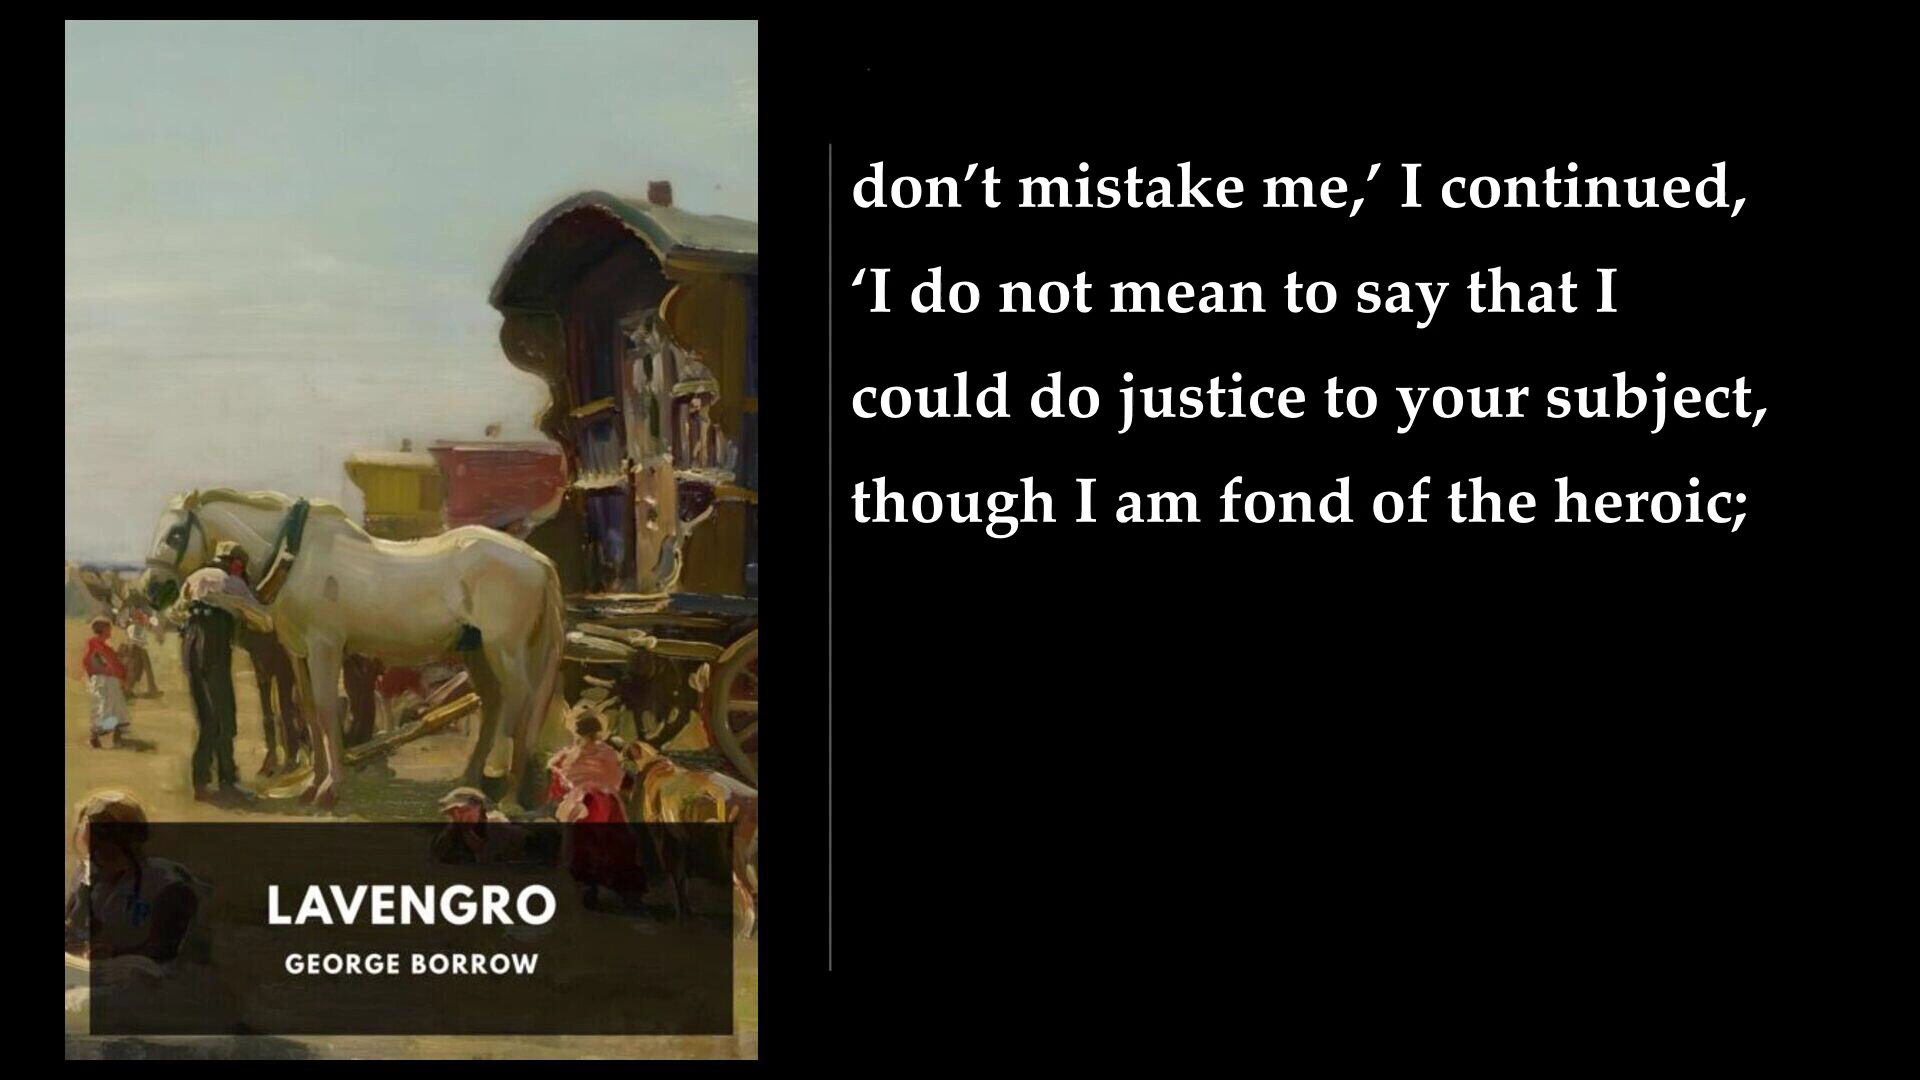 don’t mistake me,’ I continued,
‘I do not mean to say that I
could do justice to your subject,
though I am fond of the heroic;
LAVENGRO
GEORGE BORROW